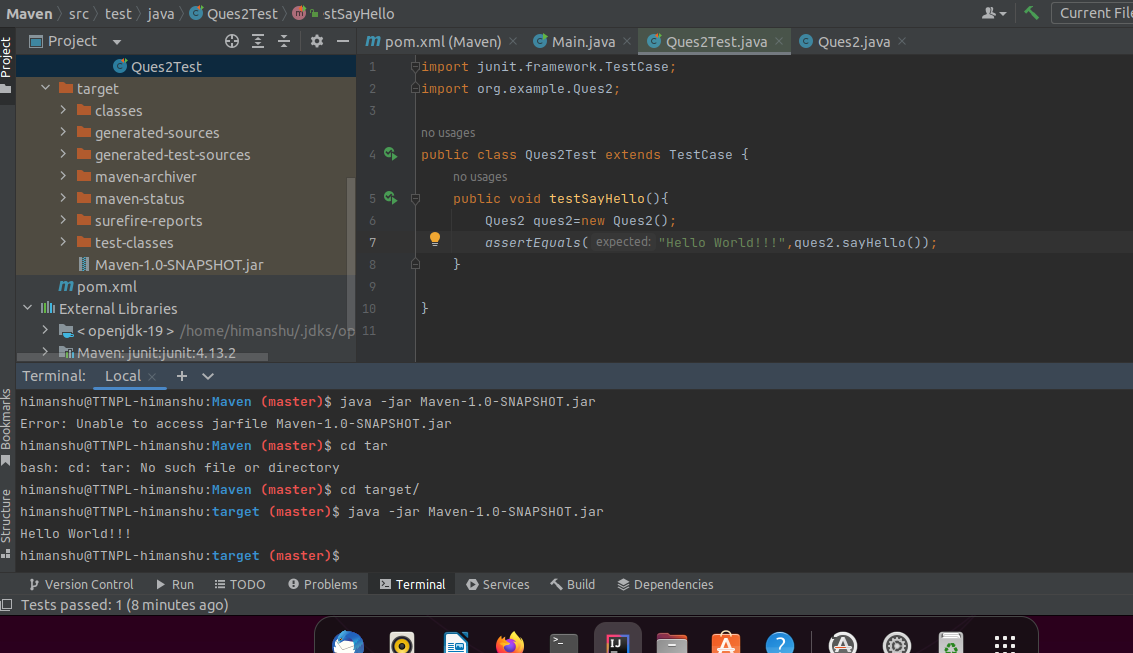 Maven src test java Ques2Test stSayHello Current File
Project
Project pom.xml (Maven) Main.java Ques2Test.java Ques2.java
Ques2Test
target
classes
generated-sources
generated-test-sources
maven-archiver
maven-status
surefire-reports
test-classes
Maven-1.0-SNAPSHOT.jar
pom.xml
External Libraries
< openjdk-19 > /home/himanshu/.jdks/op
Maven: junit:junit:4.13.2
1 import junit.framework.TestCase;
2 import org.example.Ques2;
3
no usages
4 public class Ques2Test extends TestCase {
no usages
5 public void testSayHello(){
6 Ques2 ques2=new Ques2();
7 assertEquals( expected: "Hello World!!!",ques2.sayHello());
8 }
9
10 }
11
Terminal: Local
himanshu@TTNPL-himanshu:Maven (master)$ java -jar Maven-1.0-SNAPSHOT.jar
Error: Unable to access jarfile Maven-1.0-SNAPSHOT.jar
himanshu@TTNPL-himanshu:Maven (master)$ cd tar
bash: cd: tar: No such file or directory
himanshu@TTNPL-himanshu:Maven (master)$ cd target/
himanshu@TTNPL-himanshu:target (master)$ java -jar Maven-1.0-SNAPSHOT.jar
Hello World!!!
himanshu@TTNPL-himanshu:target (master)$
Bookmarks
Structure
Version Control Run TODO Problems Terminal Services Build Dependencies
Tests passed: 1 (8 minutes ago)
IJ